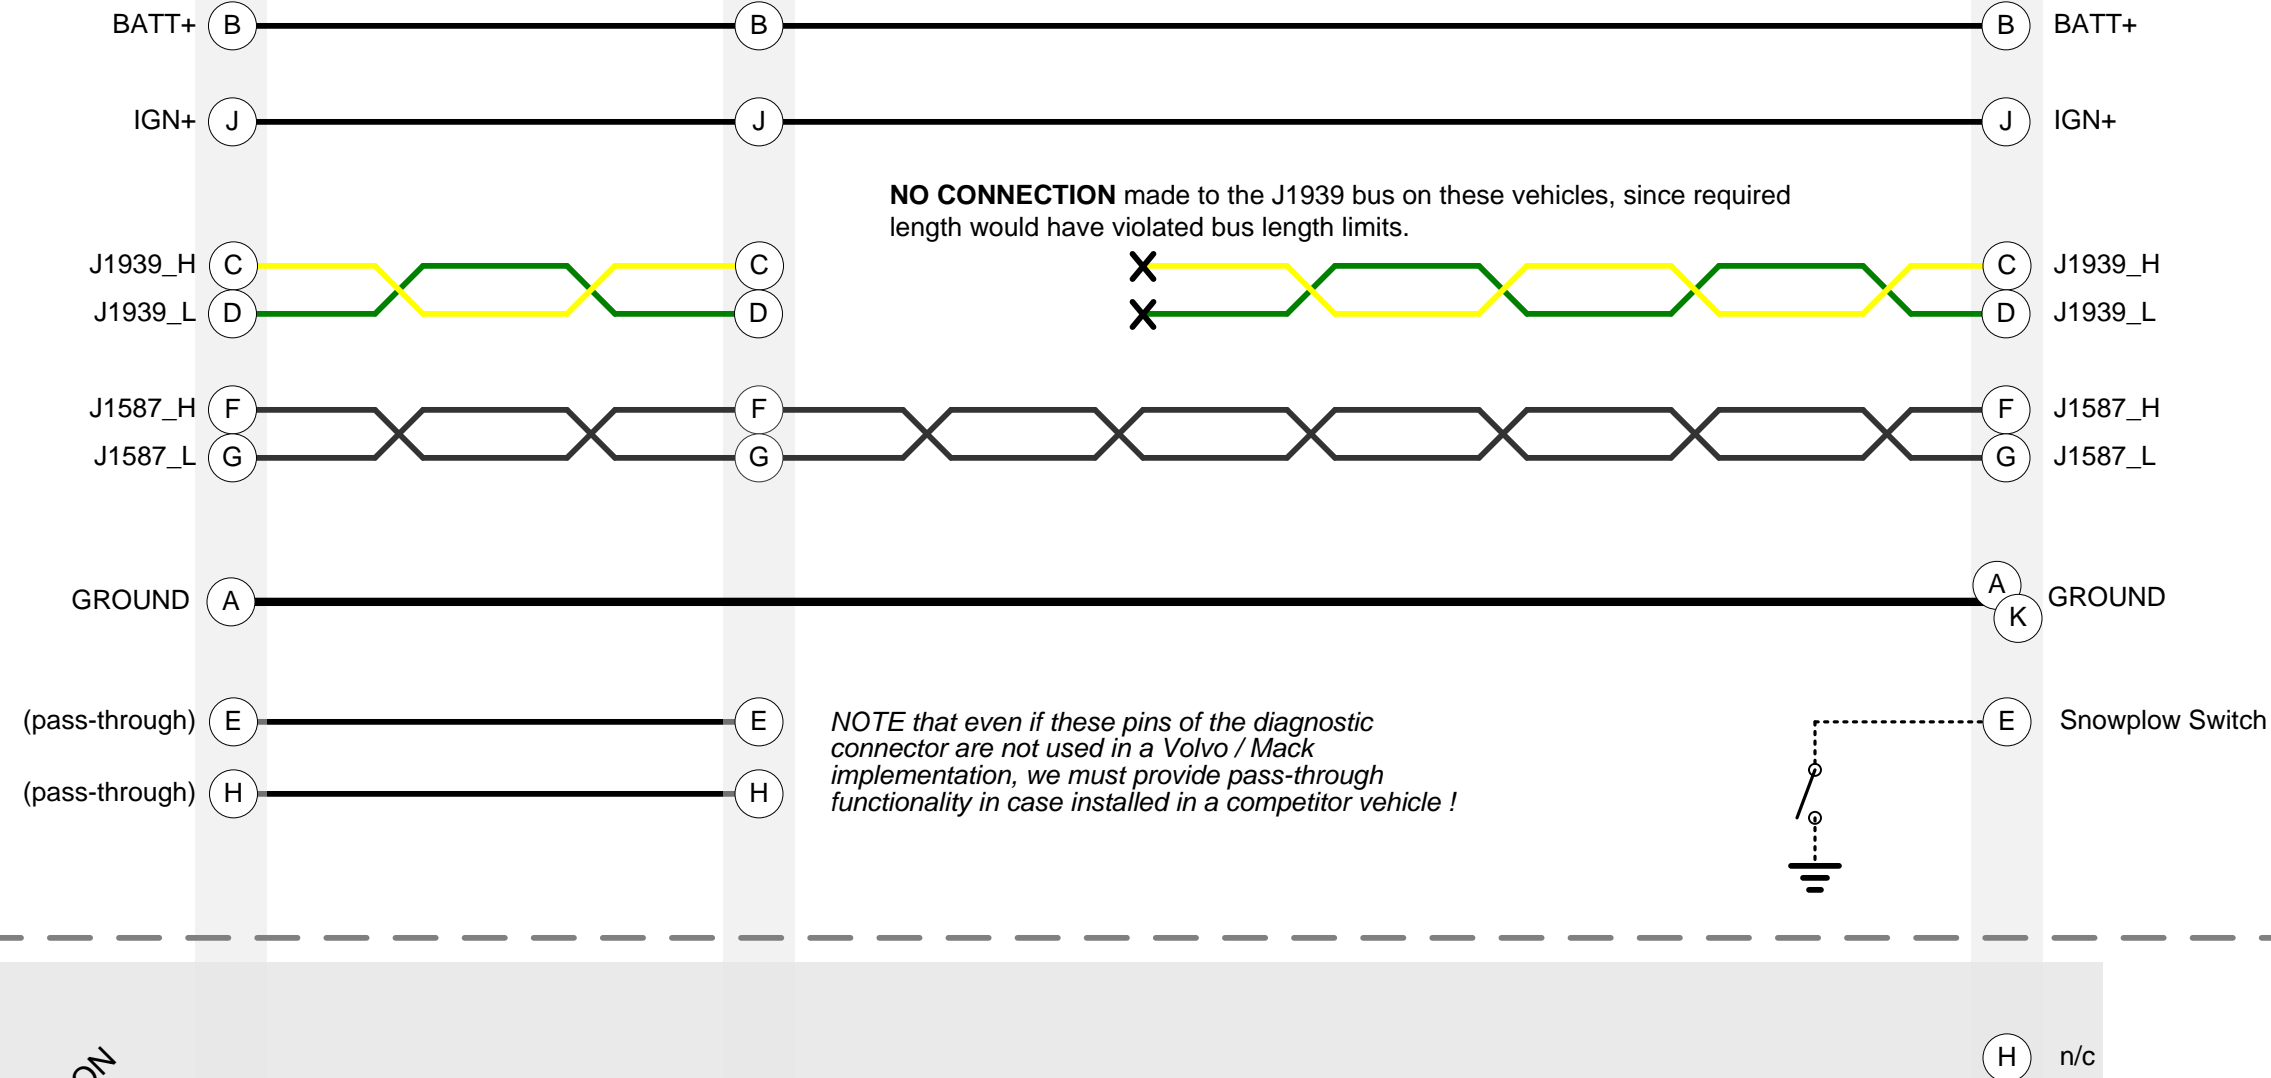 BATT+ B B B BATT+
IGN+ J J J IGN+
NO CONNECTION made to the J1939 bus on these vehicles, since required
length would have violated bus length limits.
J1939_H C C C J1939_H
J1939_L D D D J1939_L
J1587_H F F F J1587_H
J1587_L G G G J1587_L
GROUND A A K GROUND
(pass-through) E E E Snowplow Switch
NOTE that even if these pins of the diagnostic
connector are not used in a Volvo / Mack
implementation, we must provide pass-through
functionality in case installed in a competitor vehicle !
(pass-through) H H
H n/c
ON